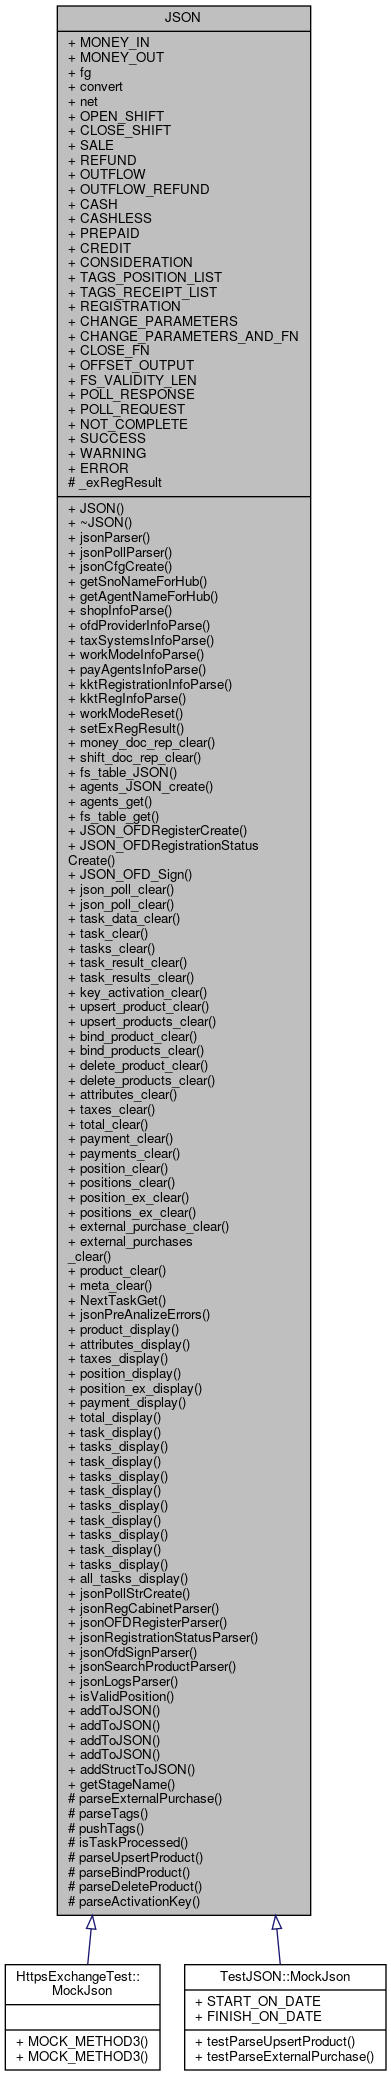 JSON
+ MONEY_IN
+ MONEY_OUT
+ fg
+ convert
+ net
+ OPEN_SHIFT
+ CLOSE_SHIFT
+ SALE
+ REFUND
+ OUTFLOW
+ OUTFLOW_REFUND
+ CASH
+ CASHLESS
+ PREPAID
+ CREDIT
+ CONSIDERATION
+ TAGS_POSITION_LIST
+ TAGS_RECEIPT_LIST
+ REGISTRATION
+ CHANGE_PARAMETERS
+ CHANGE_PARAMETERS_AND_FN
+ CLOSE_FN
+ OFFSET_OUTPUT
+ FS_VALIDITY_LEN
+ POLL_RESPONSE
+ POLL_REQUEST
+ NOT_COMPLETE
+ SUCCESS
+ WARNING
+ ERROR
# _exRegResult
+ JSON()
+ ~JSON()
+ jsonParser()
+ jsonPollParser()
+ jsonCfgCreate()
+ getSnoNameForHub()
+ getAgentNameForHub()
+ shopInfoParse()
+ ofdProviderInfoParse()
+ taxSystemsInfoParse()
+ workModeInfoParse()
+ payAgentsInfoParse()
+ kktRegistrationInfoParse()
+ kktRegInfoParse()
+ workModeReset()
+ setExRegResult()
+ money_doc_rep_clear()
+ shift_doc_rep_clear()
+ fs_table_JSON()
+ agents_JSON_create()
+ agents_get()
+ fs_table_get()
+ JSON_OFDRegisterCreate()
+ JSON_OFDRegistrationStatus
Create()
+ JSON_OFD_Sign()
+ json_poll_clear()
+ json_poll_clear()
+ task_data_clear()
+ task_clear()
+ tasks_clear()
+ task_result_clear()
+ task_results_clear()
+ key_activation_clear()
+ upsert_product_clear()
+ upsert_products_clear()
+ bind_product_clear()
+ bind_products_clear()
+ delete_product_clear()
+ delete_products_clear()
+ attributes_clear()
+ taxes_clear()
+ total_clear()
+ payment_clear()
+ payments_clear()
+ position_clear()
+ positions_clear()
+ position_ex_clear()
+ positions_ex_clear()
+ external_purchase_clear()
+ external_purchases
_clear()
+ product_clear()
+ meta_clear()
+ NextTaskGet()
+ jsonPreAnalizeErrors()
+ product_display()
+ attributes_display()
+ taxes_display()
+ position_display()
+ position_ex_display()
+ payment_display()
+ total_display()
+ task_display()
+ tasks_display()
+ task_display()
+ tasks_display()
+ task_display()
+ tasks_display()
+ task_display()
+ tasks_display()
+ task_display()
+ tasks_display()
+ all_tasks_display()
+ jsonPollStrCreate()
+ jsonRegCabinetParser()
+ jsonOFDRegisterParser()
+ jsonRegistrationStatusParser()
+ jsonOfdSignParser()
+ jsonSearchProductParser()
+ jsonLogsParser()
+ isValidPosition()
+ addToJSON()
+ addToJSON()
+ addToJSON()
+ addToJSON()
+ addStructToJSON()
+ getStageName()
# parseExternalPurchase()
# parseTags()
# pushTags()
# isTaskProcessed()
# parseUpsertProduct()
# parseBindProduct()
# parseDeleteProduct()
# parseActivationKey()
HttpsExchangeTest::
MockJson
+ MOCK_METHOD3()
+ MOCK_METHOD3()
TestJSON::MockJson
+ START_ON_DATE
+ FINISH_ON_DATE
+ testParseUpsertProduct()
+ testParseExternalPurchase()